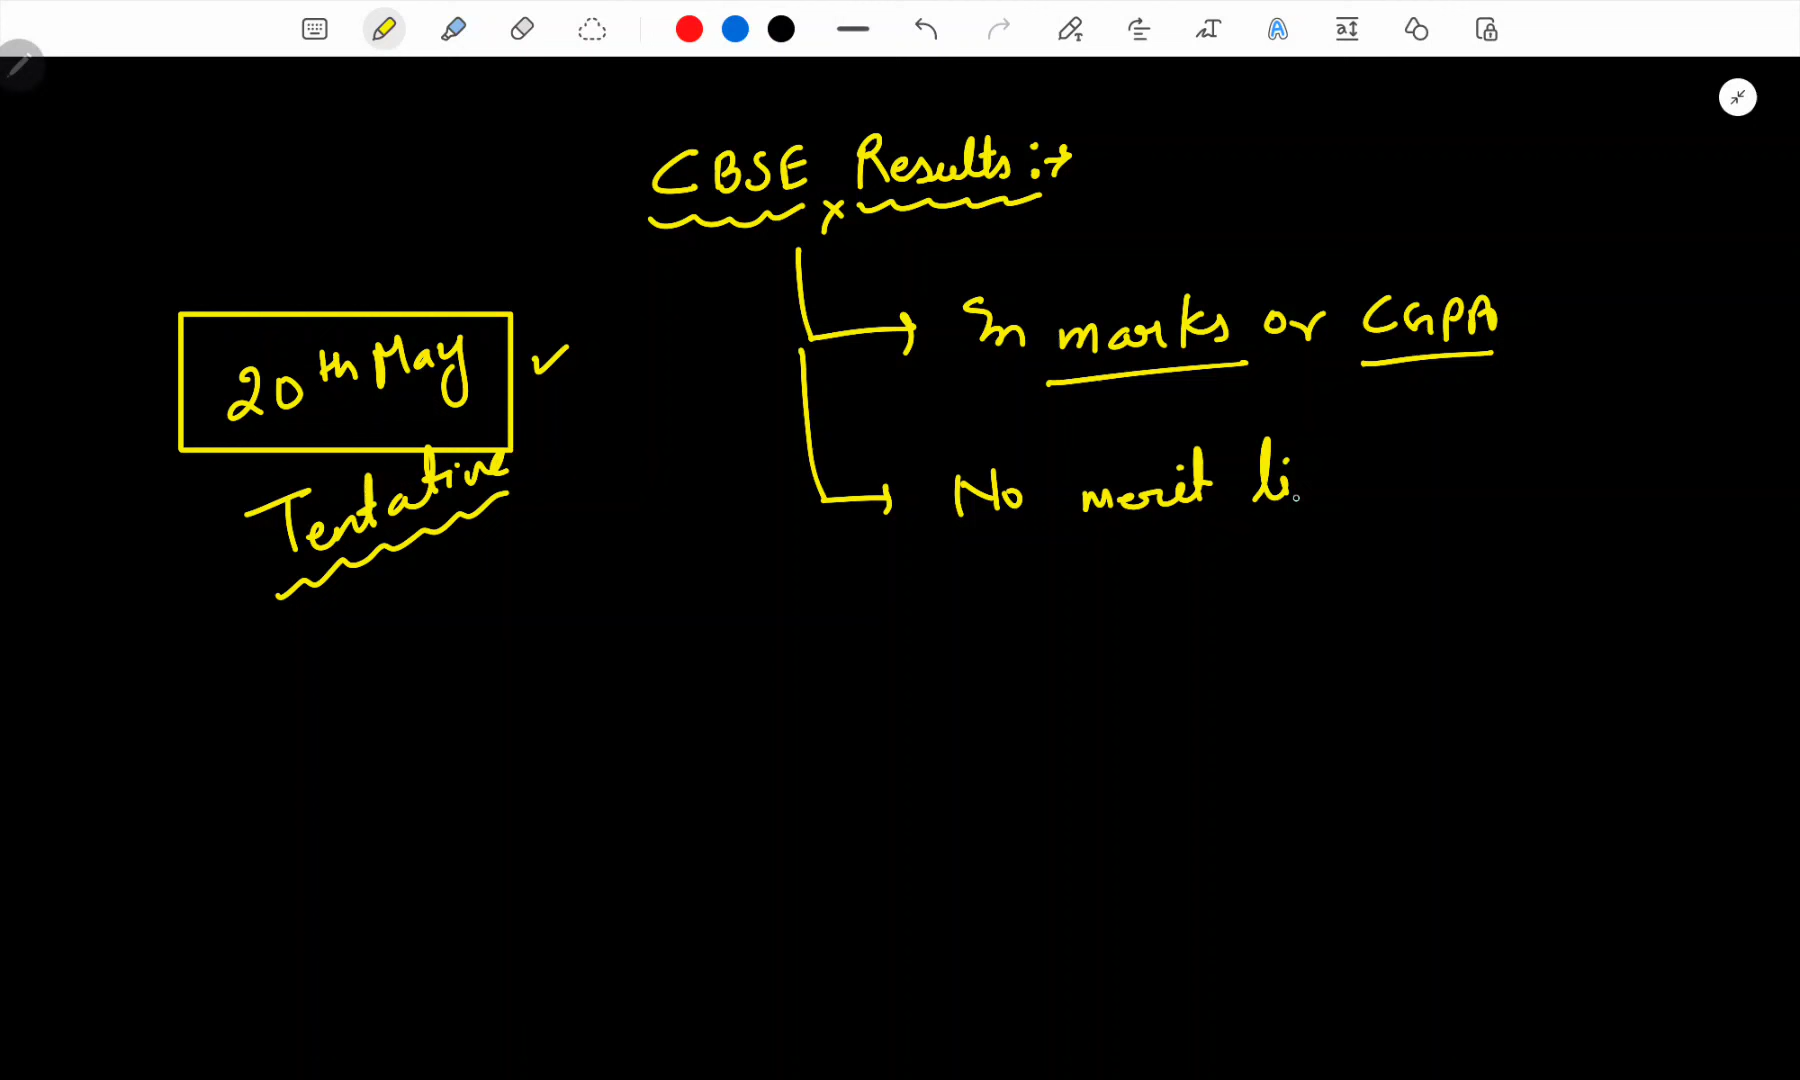 CBSE Results :→
20th May ✓
Tentative
In marks or CGPA
No merit li